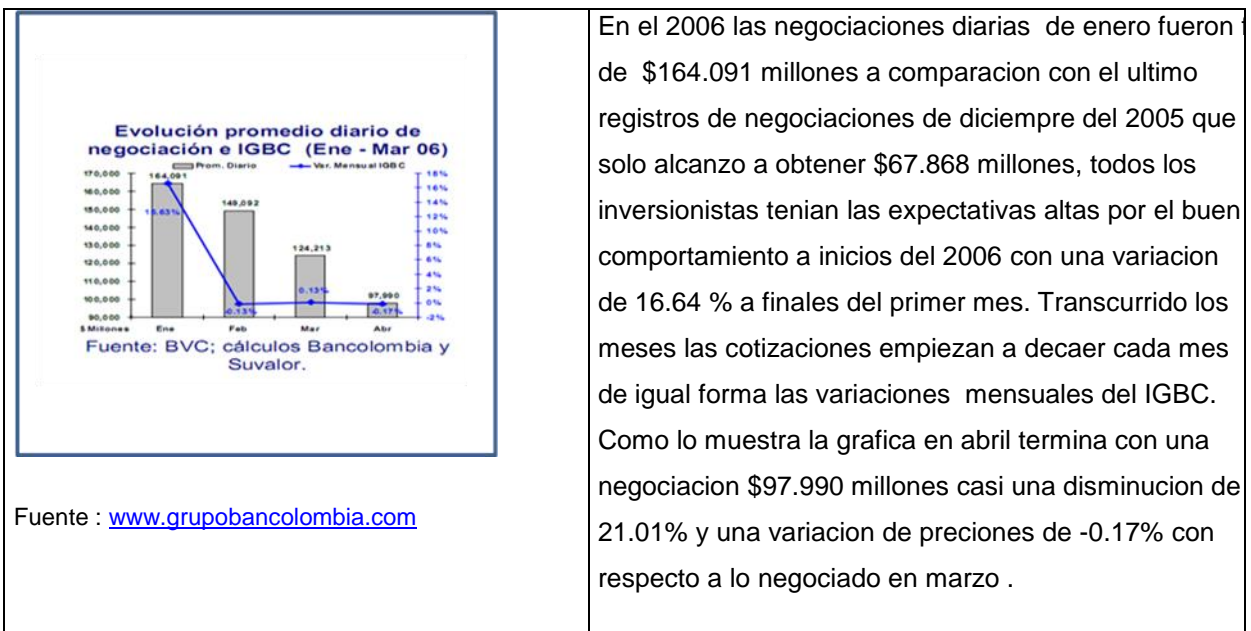 Evolución promedio diario de
negociación e IGBC (Ene - Mar 06)
Prom. Diario Var. Mensual IGBC
170,000
160,000
150,000
140,000
130,000
120,000
110,000
100,000
90,000
$ Millones
164,091
149,092
124,213
97,990
-0.13%
0.13%
-0.17%
18%
16%
14%
12%
10%
8%
6%
4%
2%
0%
-2%
Ene Feb Mar Abr
Fuente: BVC; cálculos Bancolombia y
Suvalor.
Fuente : www.grupobancolombia.com
En el 2006 las negociaciones diarias de enero fueron
de $164.091 millones a comparacion con el ultimo
registros de negociaciones de diciembre del 2005 que
solo alcanzo a obtener $67.868 millones, todos los
inversionistas tenian las expectativas altas por el buen
comportamiento a inicios del 2006 con una variacion
de 16.64 % a finales del primer mes. Transcurrido los
meses las cotizaciones empiezan a decaer cada mes
de igual forma las variaciones mensuales del IGBC.
Como lo muestra la grafica en abril termina con una
negociacion $97.990 millones casi una disminucion de
21.01% y una variacion de preciones de -0.17% con
respecto a lo negociado en marzo .